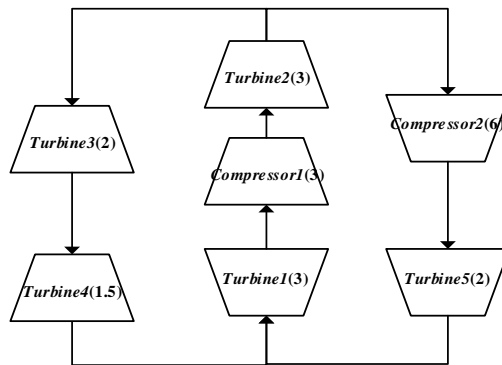 Turbine2(3)
Turbine3(2)
Compressor2(6)
Compressor1(3)
Turbine4(1.5)
Turbine1(3)
Turbine5(2)